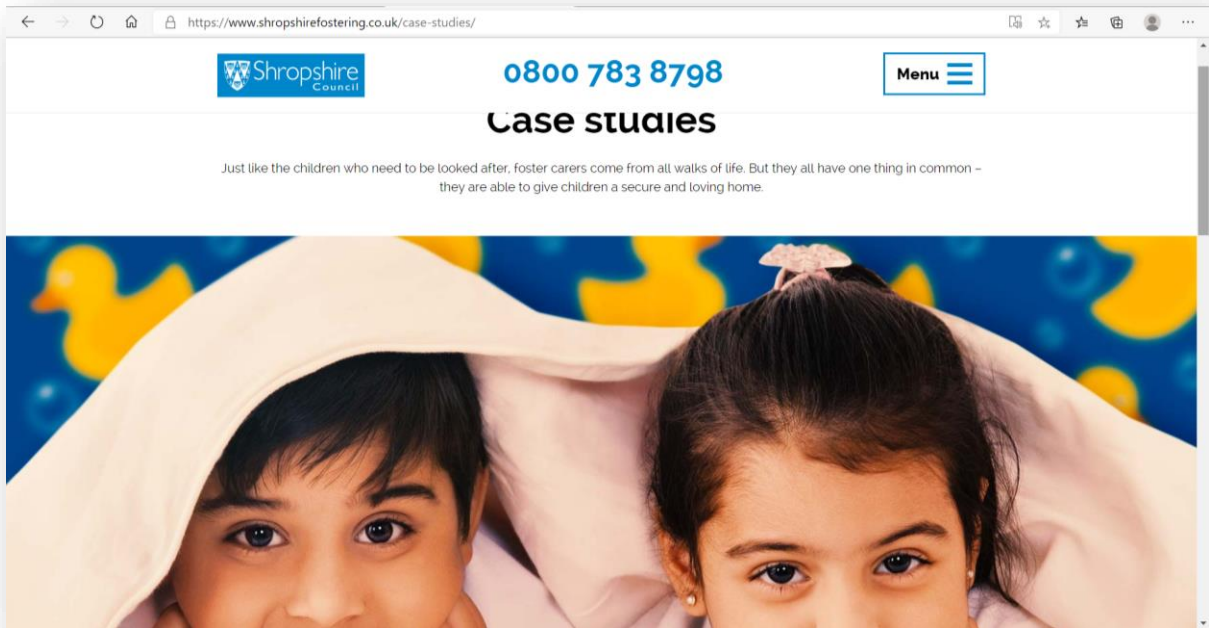 https://www.shropshirefostering.co.uk/case-studies/
Shropshire
Council
0800 783 8798
Menu
Case studies
Just like the children who need to be looked after, foster carers come from all walks of life. But they all have one thing in common –
they are able to give children a secure and loving home.